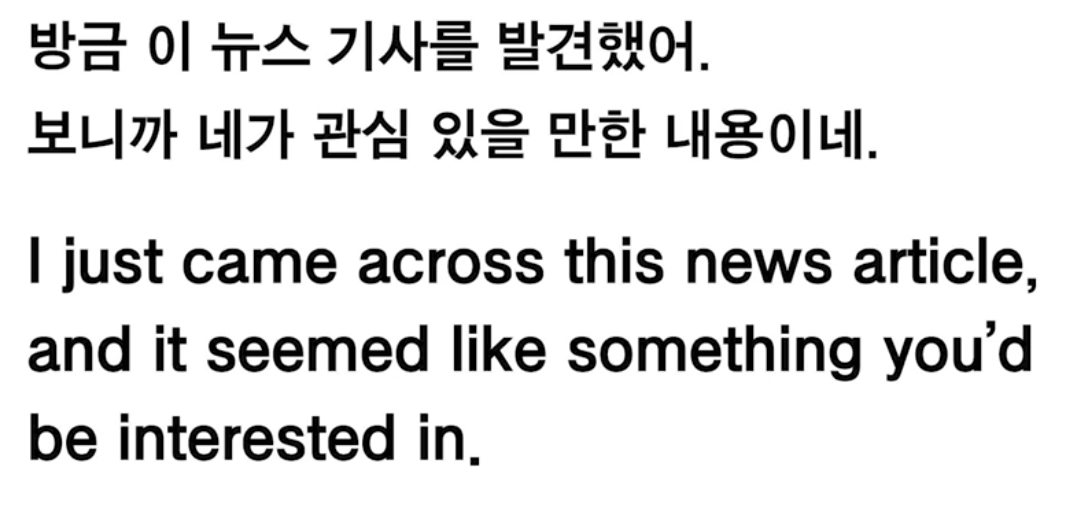 방금 이 뉴스 기사를 발견했어.
보니까 네가 관심 있을 만한 내용이네.
I just came across this news article,
and it seemed like something you’d
be interested in.